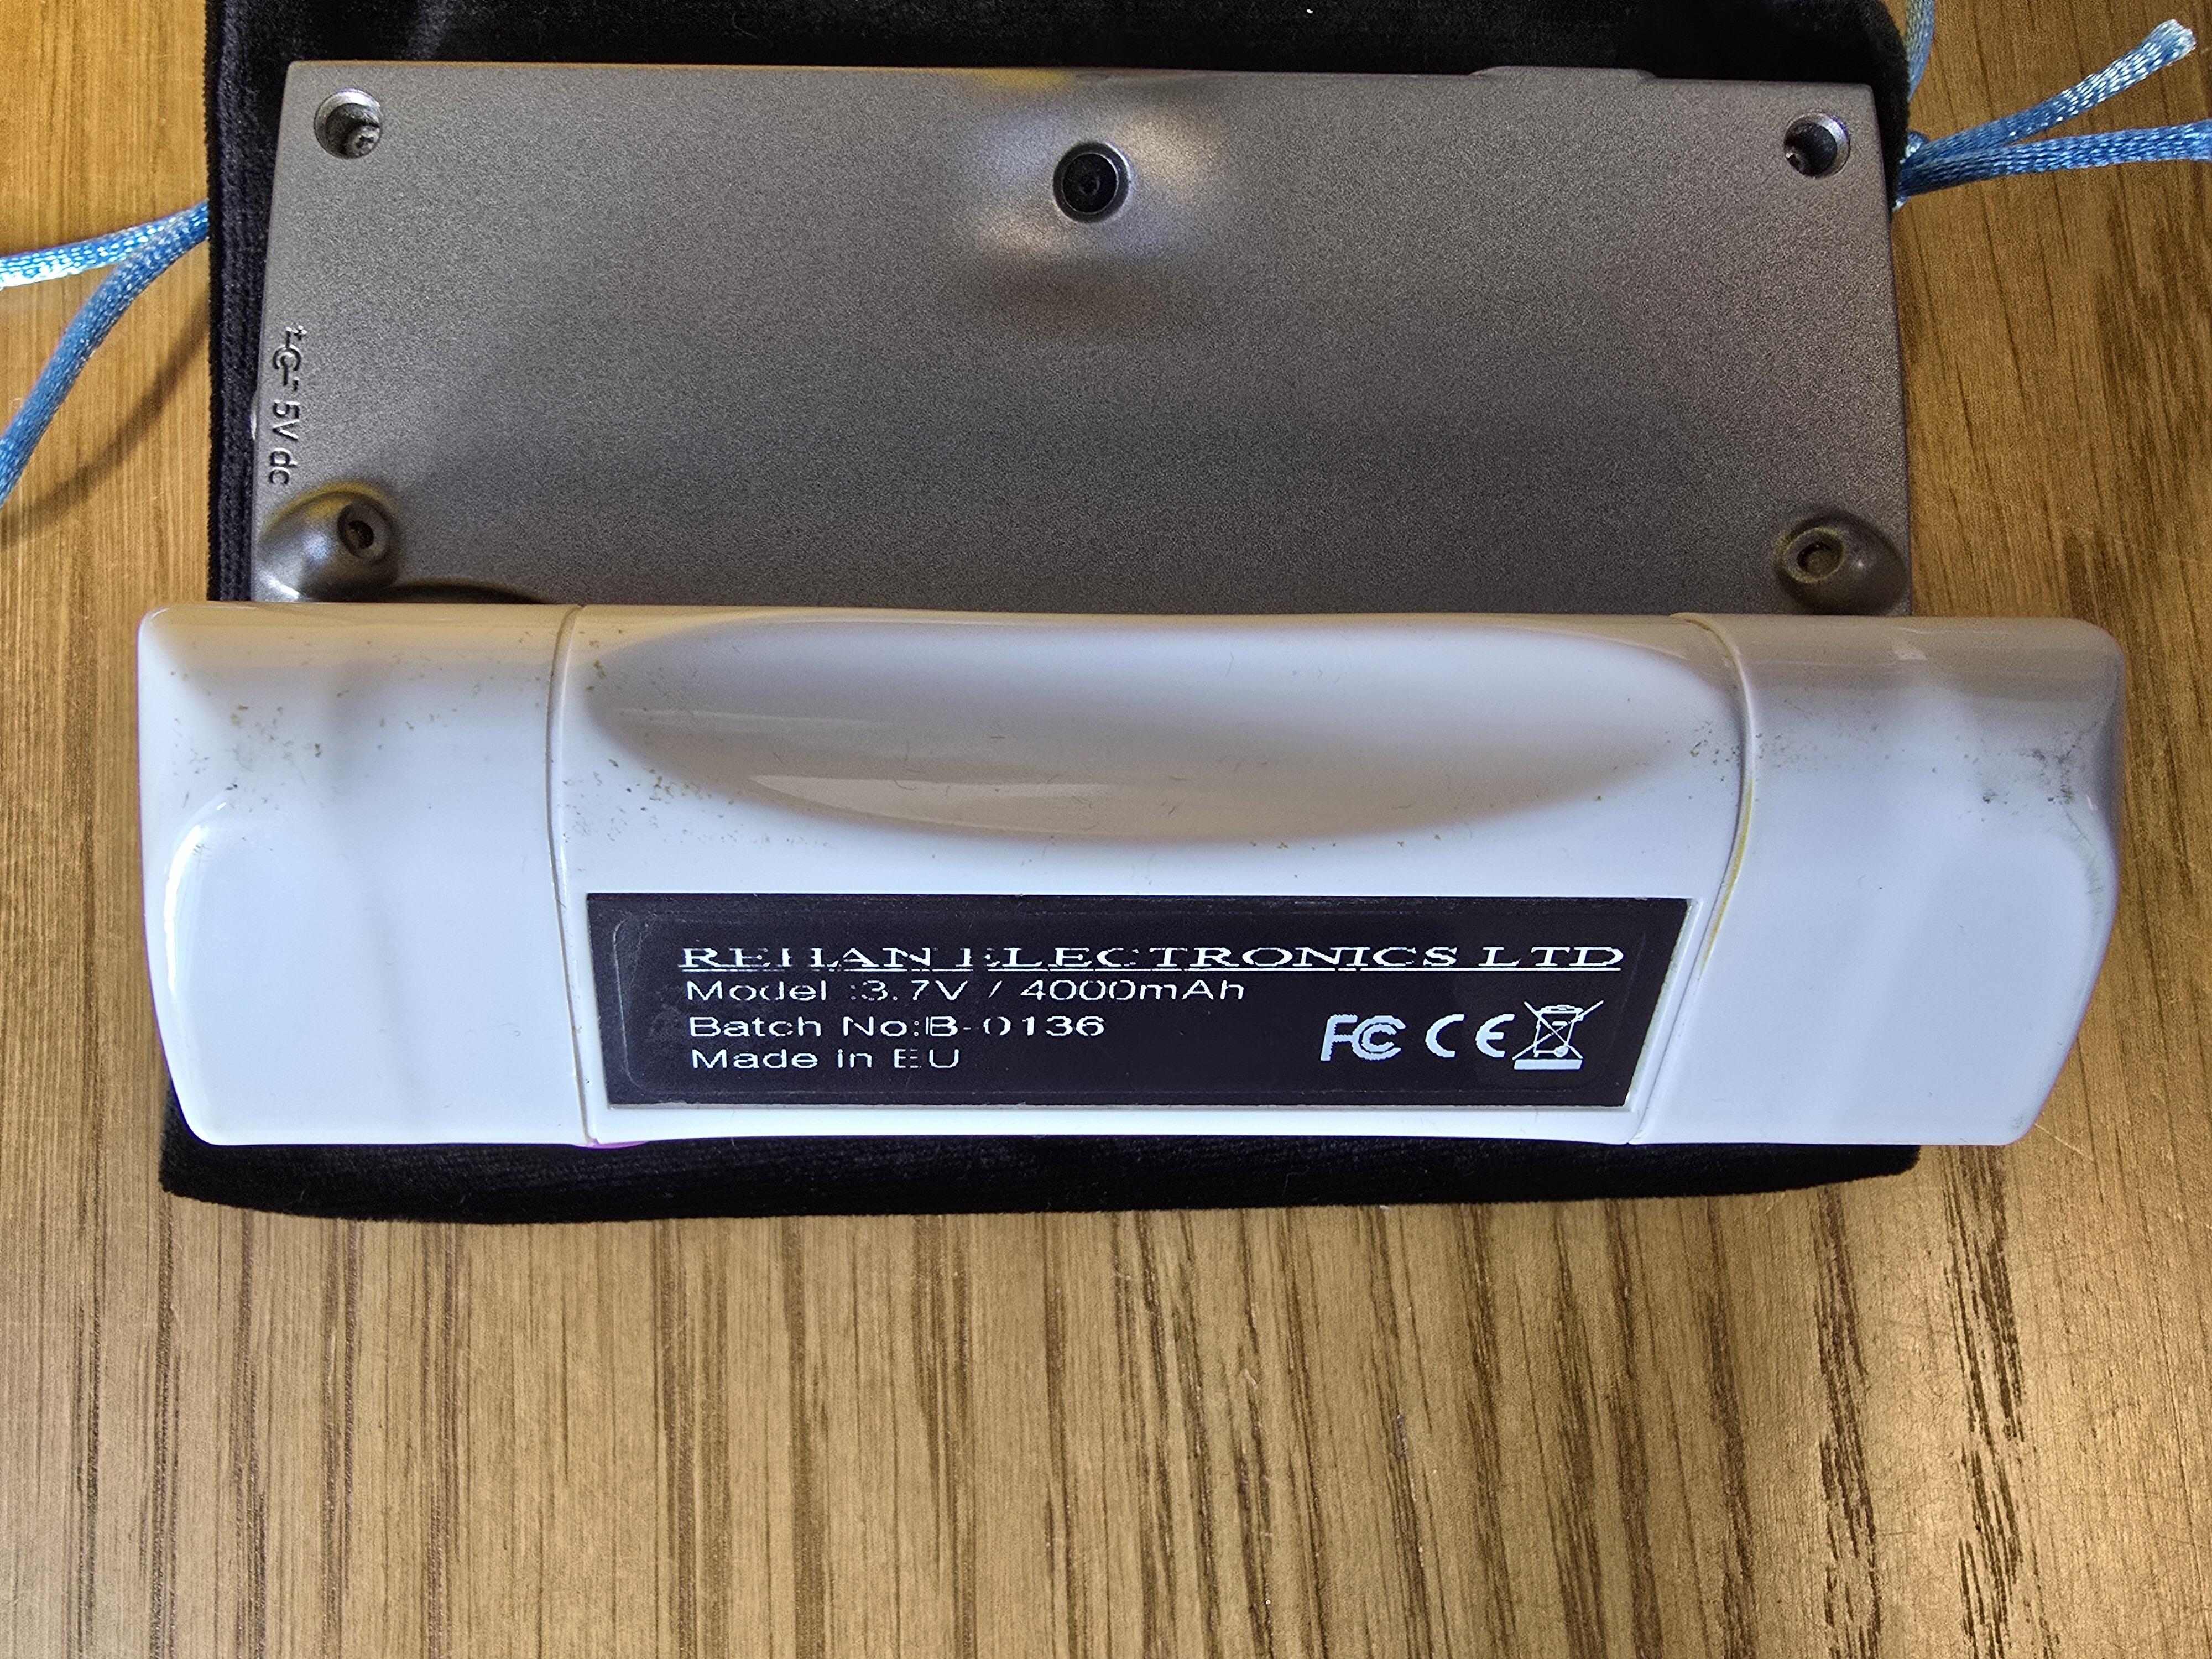 5V dc
REHAN ELECTRONICS LTD
Model :3.7V / 4000mAh
Batch No:B-0136
Made in EU
FC CE